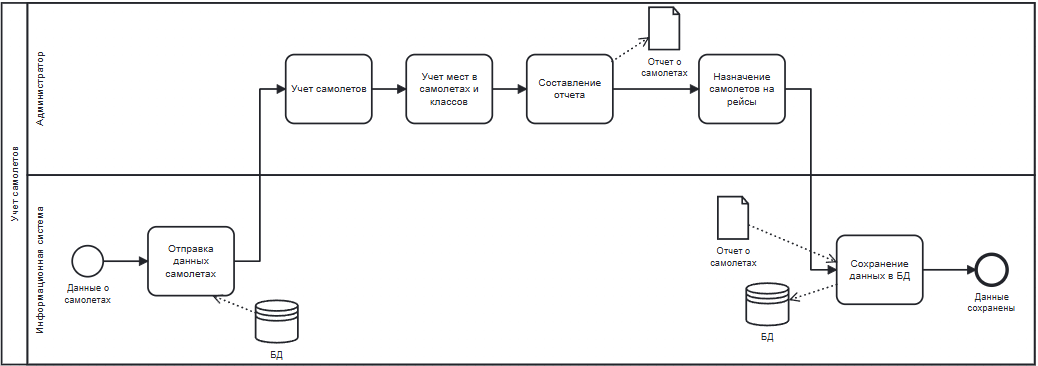 Учет самолетов
Администратор
Информационная система
Отчет о
самолетах
Учет самолетов
Учет мест в
самолетах и
классов
Составление
отчета
Назначение
самолетов на
рейсы
Данные о
самолетах
Отправка
данных
самолетах
БД
Отчет о
самолетах
БД
Сохранение
данных в БД
Данные
сохранены